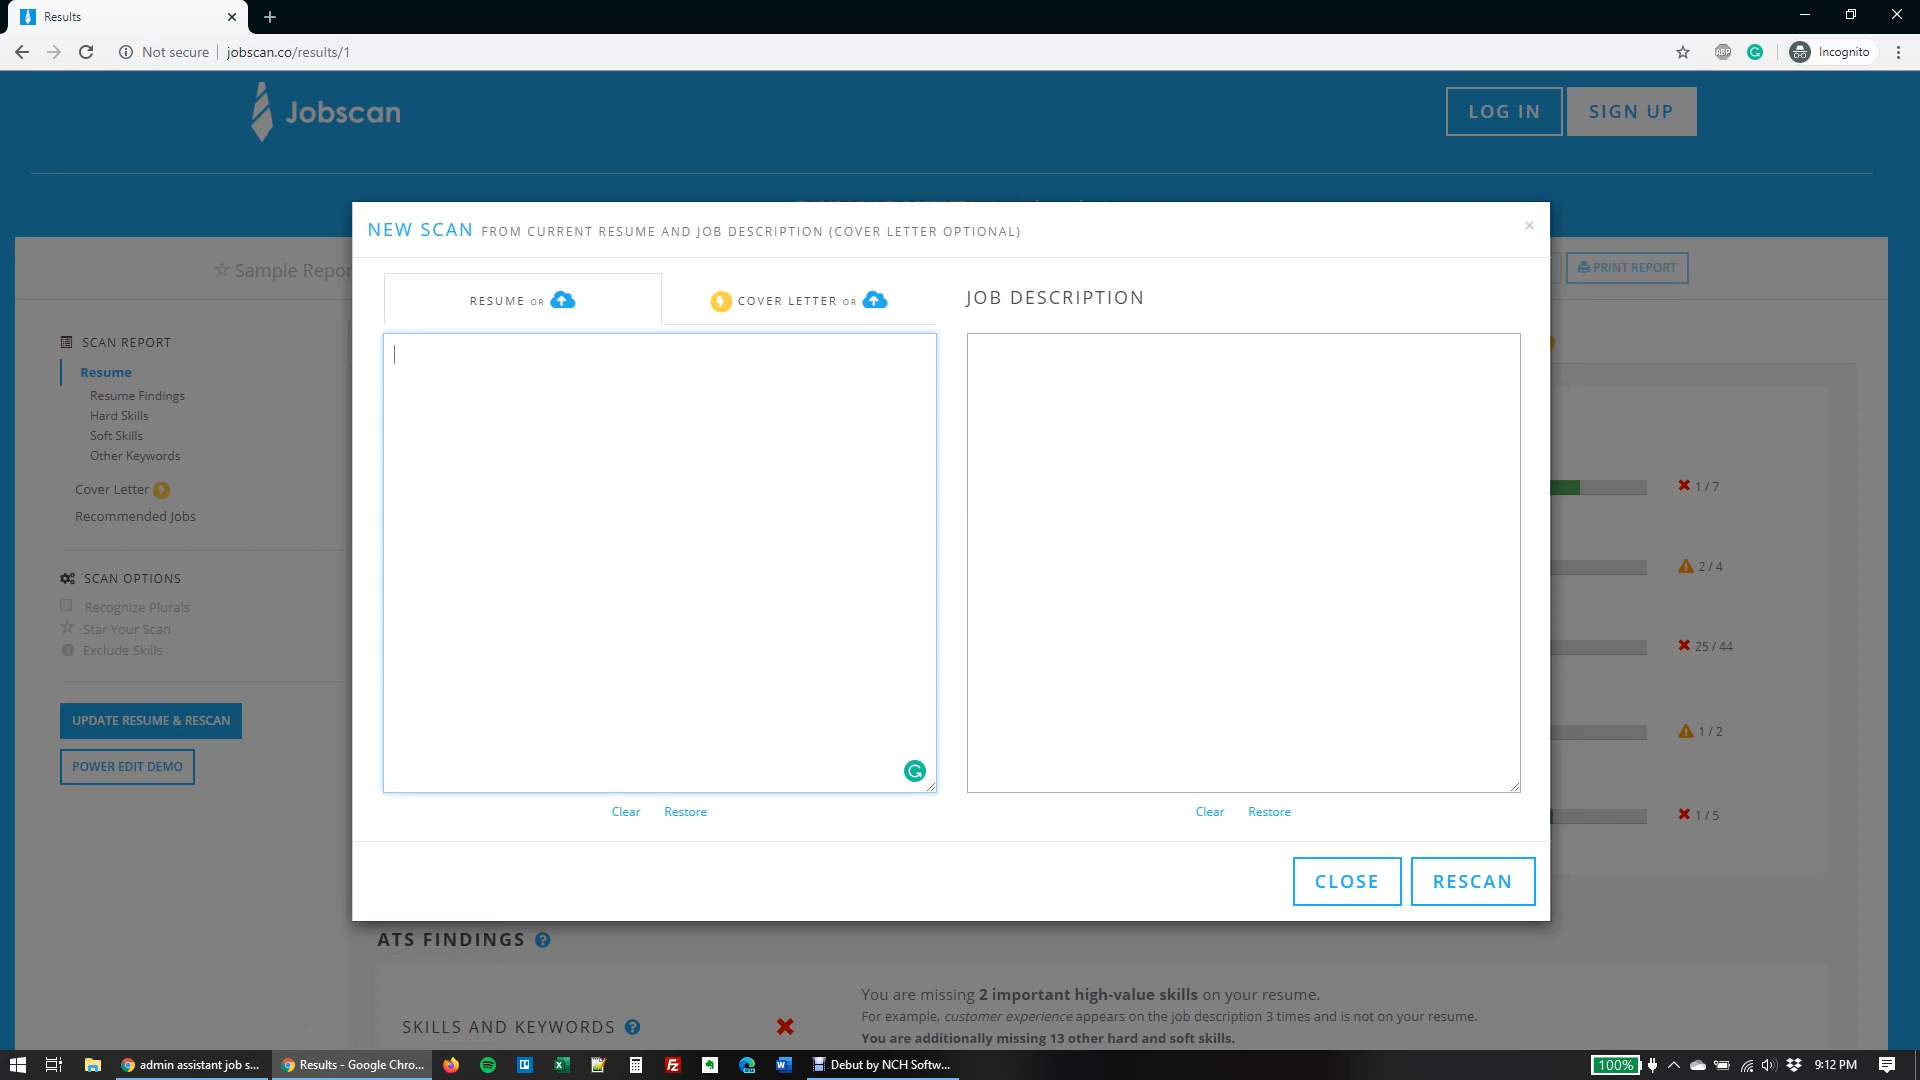 Results
Not secure
jobscan.co/results/1
ABP
Incognito
Jobscan
LOG IN
SIGN UP
NEW SCAN FROM CURRENT RESUME AND JOB DESCRIPTION (COVER LETTER OPTIONAL)
×
Sample Repor
PRINT REPORT
RESUME OR
COVER LETTER OR
JOB DESCRIPTION
SCAN REPORT
Resume
Resume Findings
Hard Skills
Soft Skills
Other Keywords
Cover Letter
Recommended Jobs
SCAN OPTIONS
Recognize Plurals
Star Your Scan
Exclude Skills
UPDATE RESUME & RESCAN
POWER EDIT DEMO
1 / 7
2 / 4
25 / 44
1 / 2
1 / 5
Clear
Restore
Clear
Restore
CLOSE
RESCAN
ATS FINDINGS ?
SKILLS AND KEYWORDS ?
You are missing 2 important high-value skills on your resume.
For example, customer experience appears on the job description 3 times and is not on your resume.
You are additionally missing 13 other hard and soft skills.
admin assistant job s...
Results - Google Chro...
Debut by NCH Softw...
100%
9:12 PM